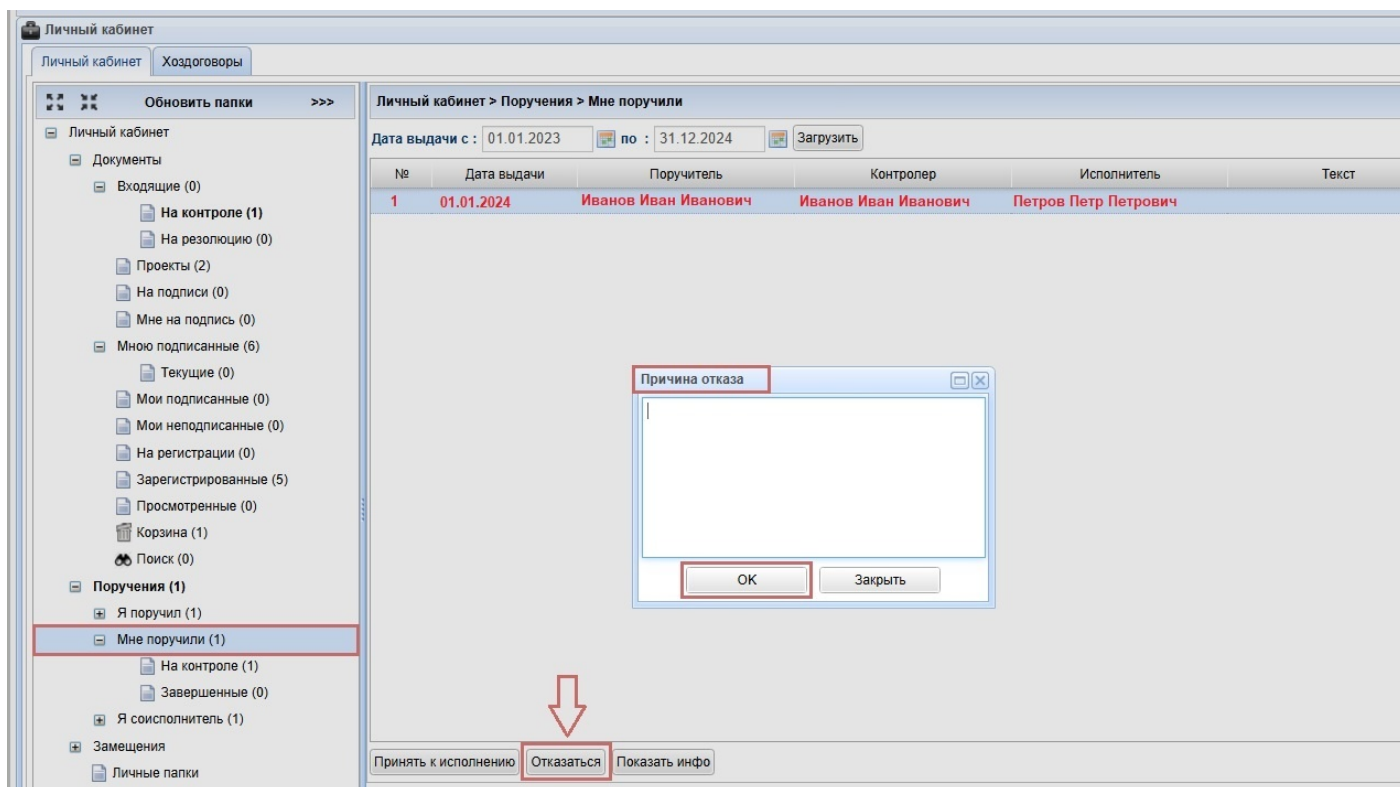 Личный кабинет
Личный кабинет Хоздоговоры
Обновить папки >>>
Личный кабинет
Документы
Входящие (0)
На контроле (1)
На резолюцию (0)
Проекты (2)
На подписи (0)
Мне на подпись (0)
Мною подписанные (6)
Текущие (0)
Мои подписанные (0)
Мои неподписанные (0)
На регистрации (0)
Зарегистрированные (5)
Просмотренные (0)
Корзина (1)
Поиск (0)
Поручения (1)
Я поручил (1)
Мне поручили (1)
На контроле (1)
Завершенные (0)
Я соисполнитель (1)
Замещения
Личные папки
Личный кабинет > Поручения > Мне поручили
Дата выдачи с : 01.01.2023 по : 31.12.2024 Загрузить
№ Дата выдачи Поручитель Контролер Исполнитель Текст
1 01.01.2024 Иванов Иван Иванович Иванов Иван Иванович Петров Петр Петрович
Причина отказа
OK Закрыть
Принять к исполнению Отказаться Показать инфо